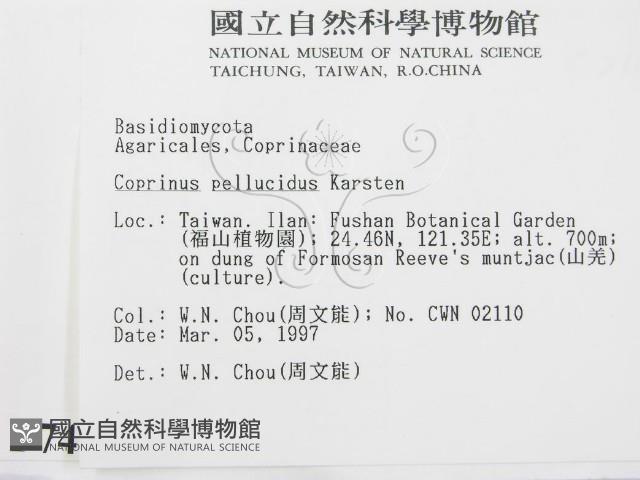 國立自然科學博物館
NATIONAL MUSEUM OF NATURAL SCIENCE
TAICHUNG, TAIWAN, R.O.CHINA
Basidiomycota
Agaricales, Coprinaceae
Coprinus pellucidus Karsten
Loc.: Taiwan. Ilan: Fushan Botanical Garden
(福山植物園); 24.46N, 121.35E; alt. 700m;
on dung of Formosan Reeve's muntjac(山羌)
(culture).
Col.: W.N. Chou(周文能); No. CWN 02110
Date: Mar. 05, 1997
Det.: W.N. Chou(周文能)
74
國立自然科學博物館
NATIONAL MUSEUM OF NATURAL SCIENCE